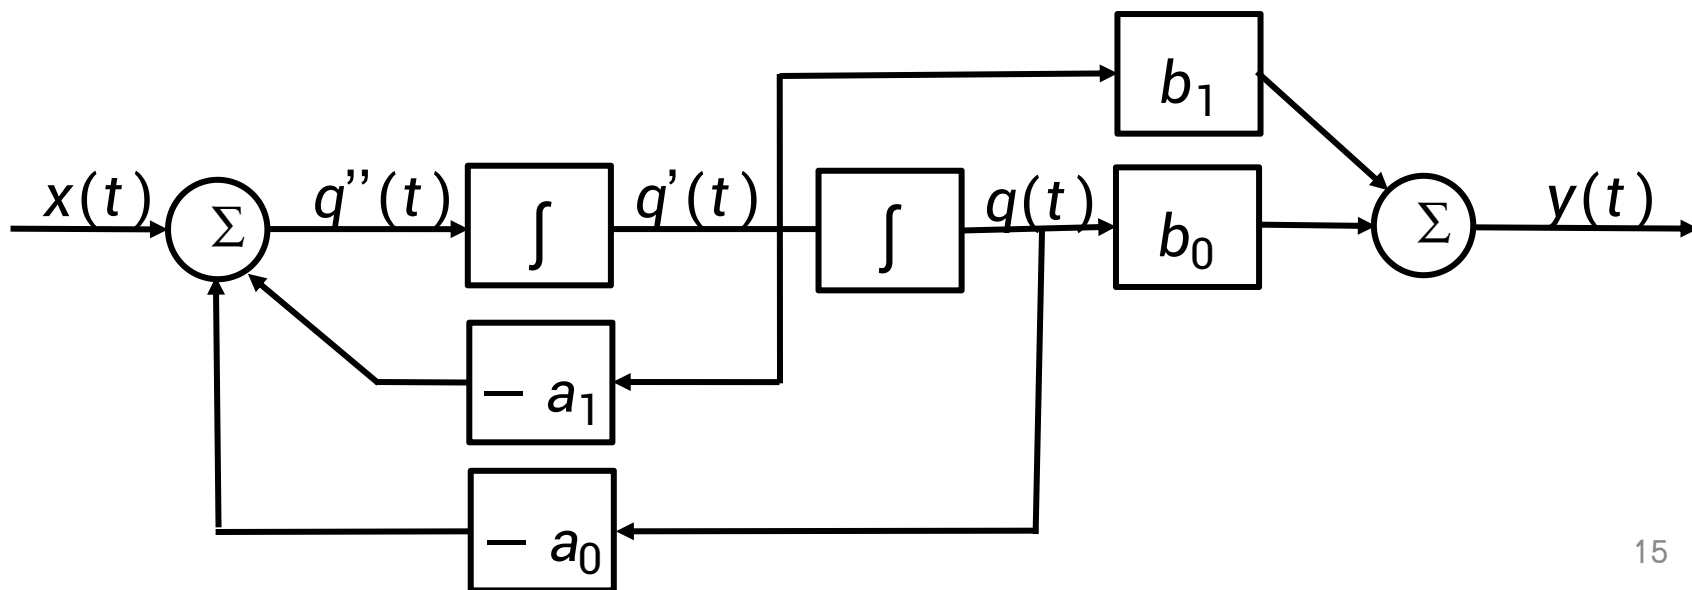 b₁
x(t) Σ q’’(t) ∫ q’(t) ∫ q(t) b₀ Σ y(t)
– a₁
– a₀
15